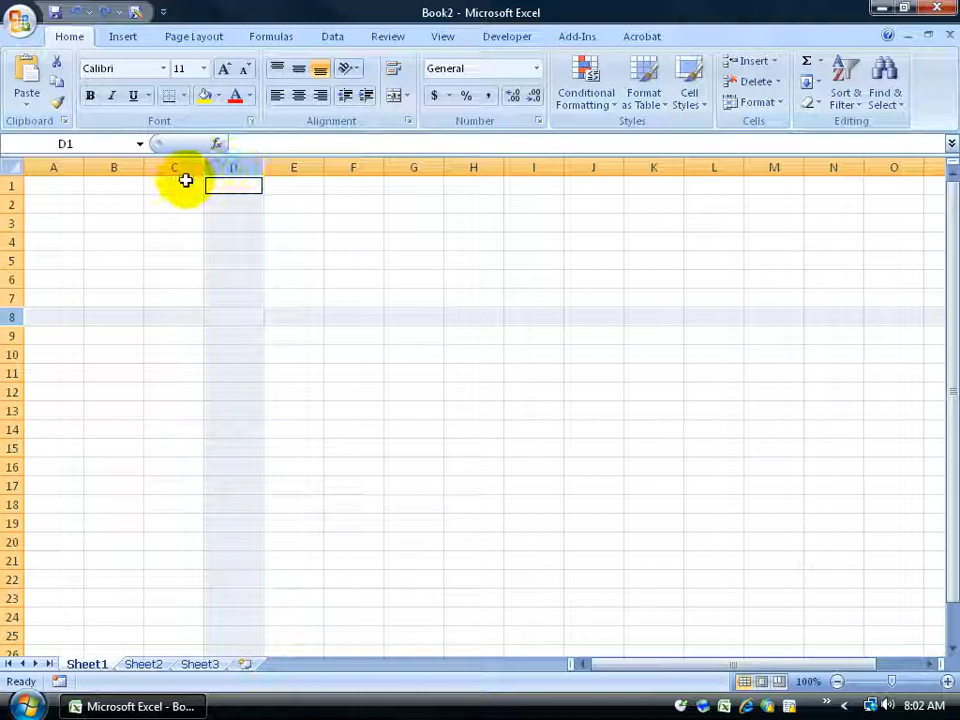 Book2 - Microsoft Excel
Home Insert Page Layout Formulas Data Review View Developer Add-Ins Acrobat
Paste
Calibri 11
General
Conditional Formatting
Format as Table
Cell Styles
Insert
Delete
Format
Sort & Filter
Find & Select
Clipboard Font Alignment Number Styles Cells Editing
D1
A B C D E F G H I J K L M N O
1
2
3
4
5
6
7
8
9
10
11
12
13
14
15
16
17
18
19
20
21
22
23
24
25
26
Sheet1 Sheet2 Sheet3
Ready 100%
Microsoft Excel - Bo... 8:02 AM